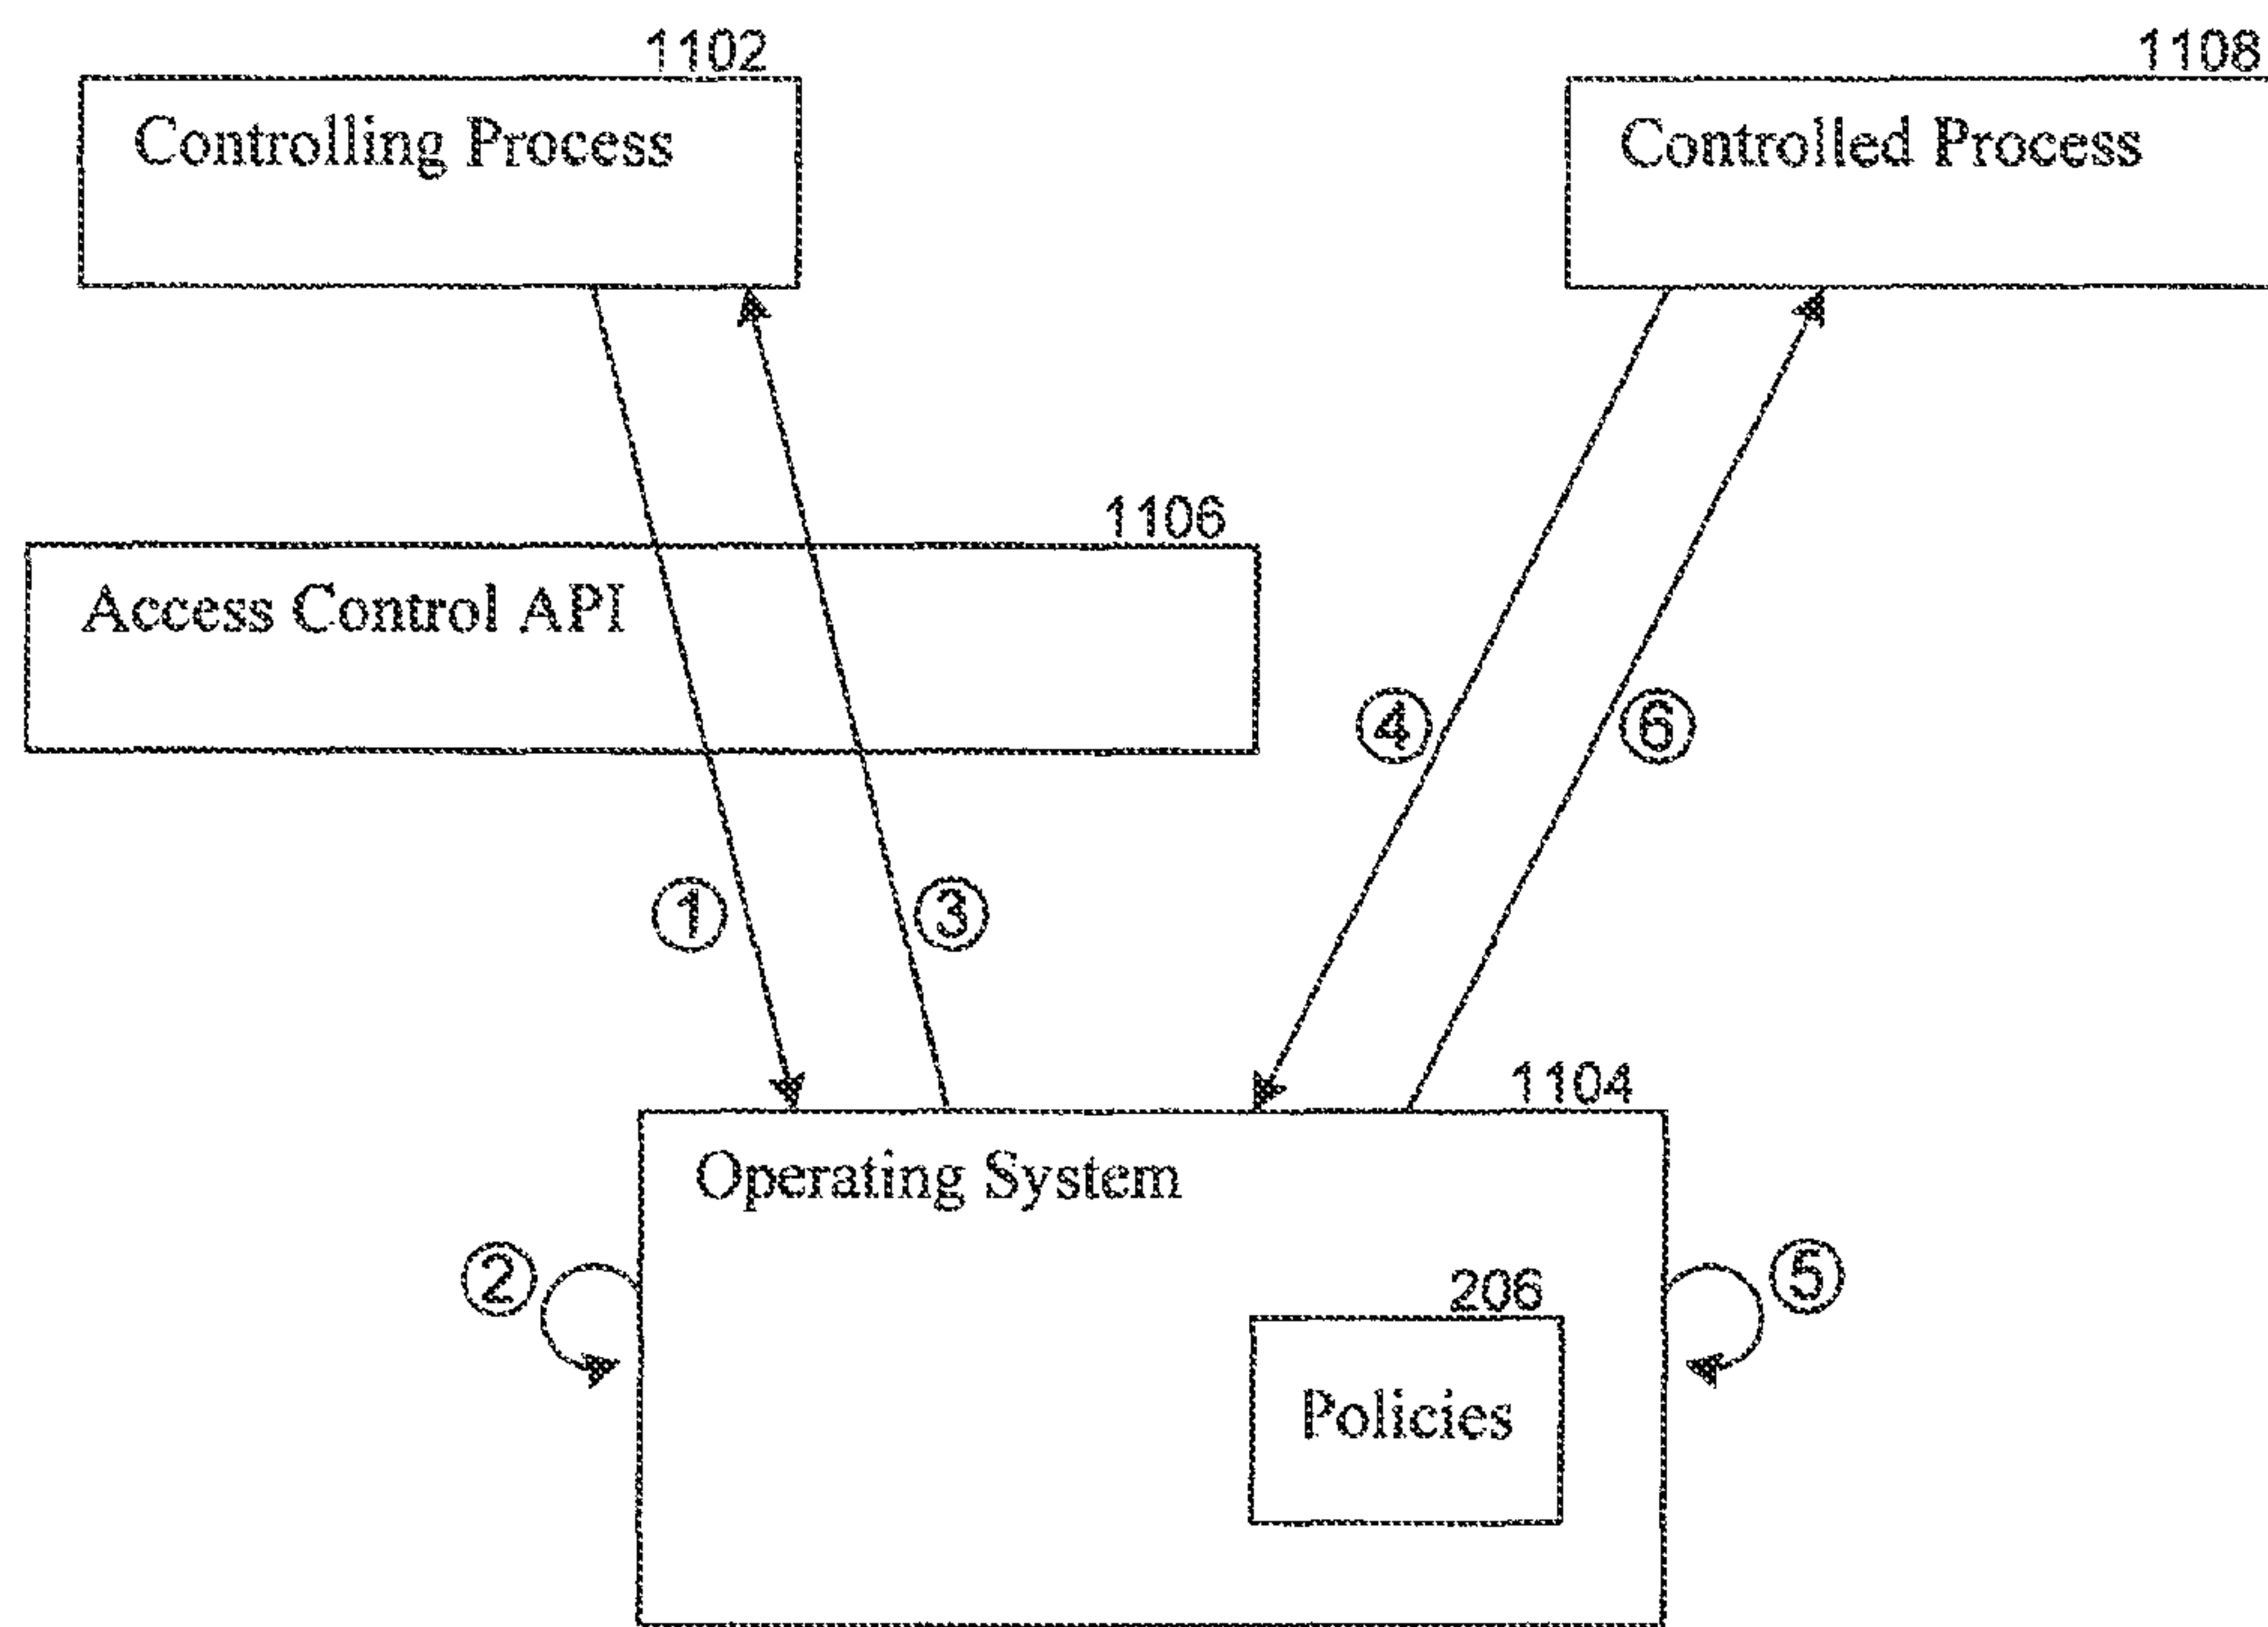 1102
1108
Controlling Process
Controlled Process
1106
Access Control API
④
⑥
①
③
1104
Operating System
②
⑤
206
Policies